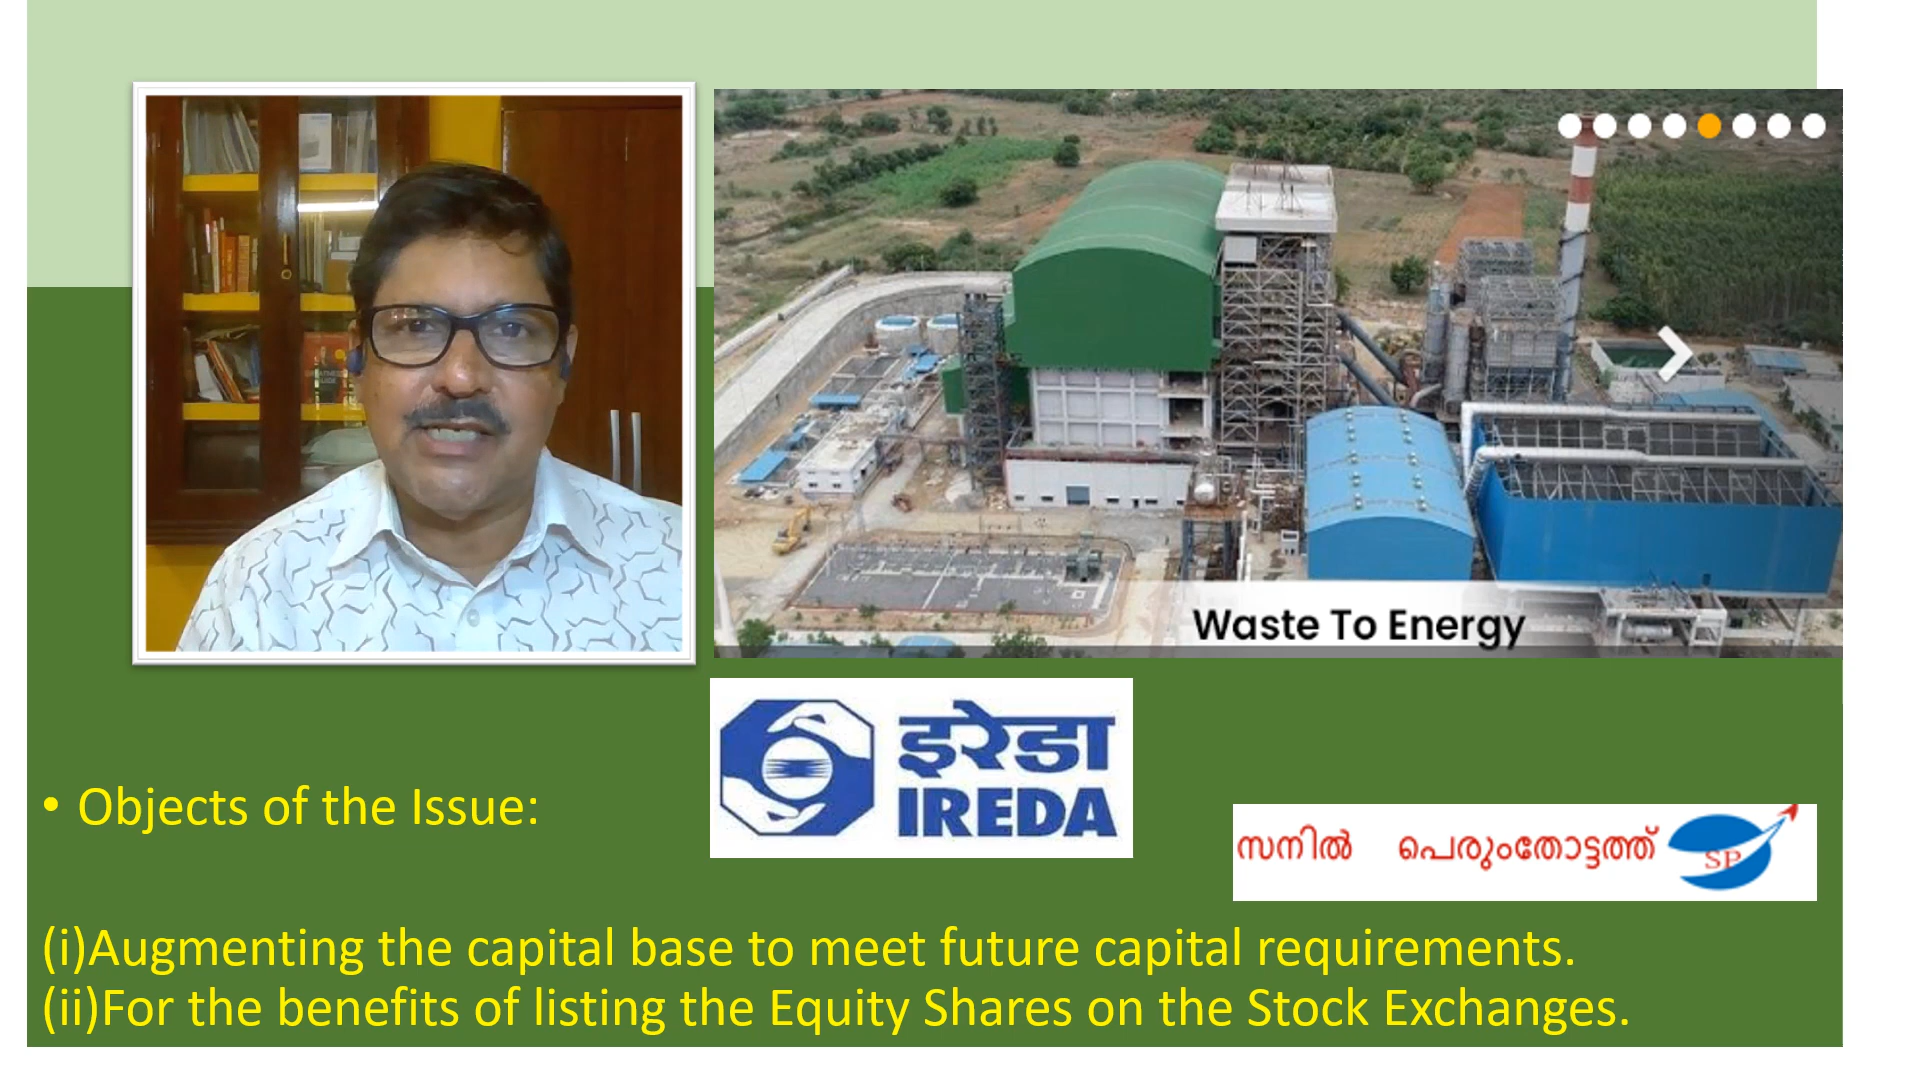 Waste To Energy
इरेडा
IREDA
• Objects of the Issue:
സനിൽ പെരുംതോട്ടത്ത്
SP
(i)Augmenting the capital base to meet future capital requirements.
(ii)For the benefits of listing the Equity Shares on the Stock Exchanges.